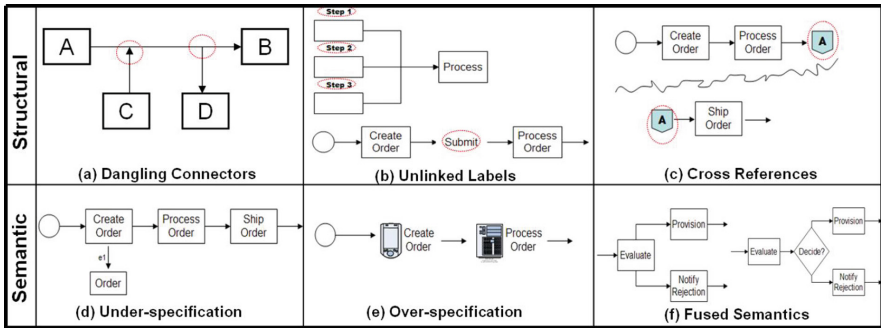 Structural
A
B
C
D
(a) Dangling Connectors
Step 1
Step 2
Step 3
Process
Create
Order
Submit
Process
Order
(b) Unlinked Labels
Create
Order
Process
Order
A
A
Ship
Order
(c) Cross References
Semantic
Create
Order
Process
Order
Ship
Order
e1
Order
(d) Under-specification
Create
Order
Process
Order
(e) Over-specification
Evaluate
Provision
Notify
Rejection
Evaluate
Decide?
Provision
Notify
Rejection
(f) Fused Semantics